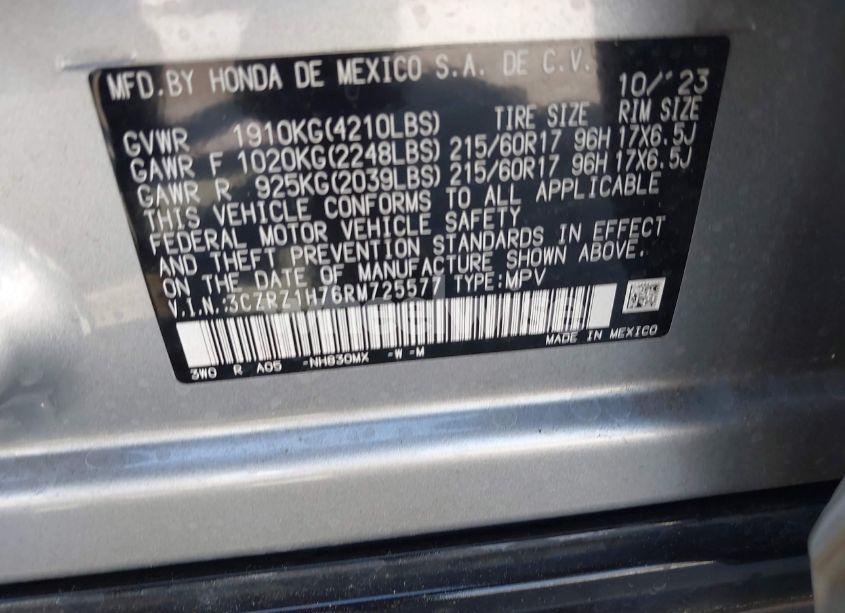 MFD.BY HONDA DE MEXICO S.A. DE C.V. 10/'23
TIRE SIZE RIM SIZE
GVWR 1910KG(4210LBS)
GAWR F 1020KG(2248LBS) 215/60R17 96H 17X6.5J
GAWR R 925KG(2039LBS) 215/60R17 96H 17X6.5J
THIS VEHICLE CONFORMS TO ALL APPLICABLE
FEDERAL MOTOR VEHICLE SAFETY
AND THEFT PREVENTION STANDARDS IN EFFECT
ON THE DATE OF MANUFACTURE SHOWN ABOVE.
V.I.N.:3CZRZ1H76RM725577 TYPE:MPV
MADE IN MEXICO
3W0 R A05 -NH830MX -W -M